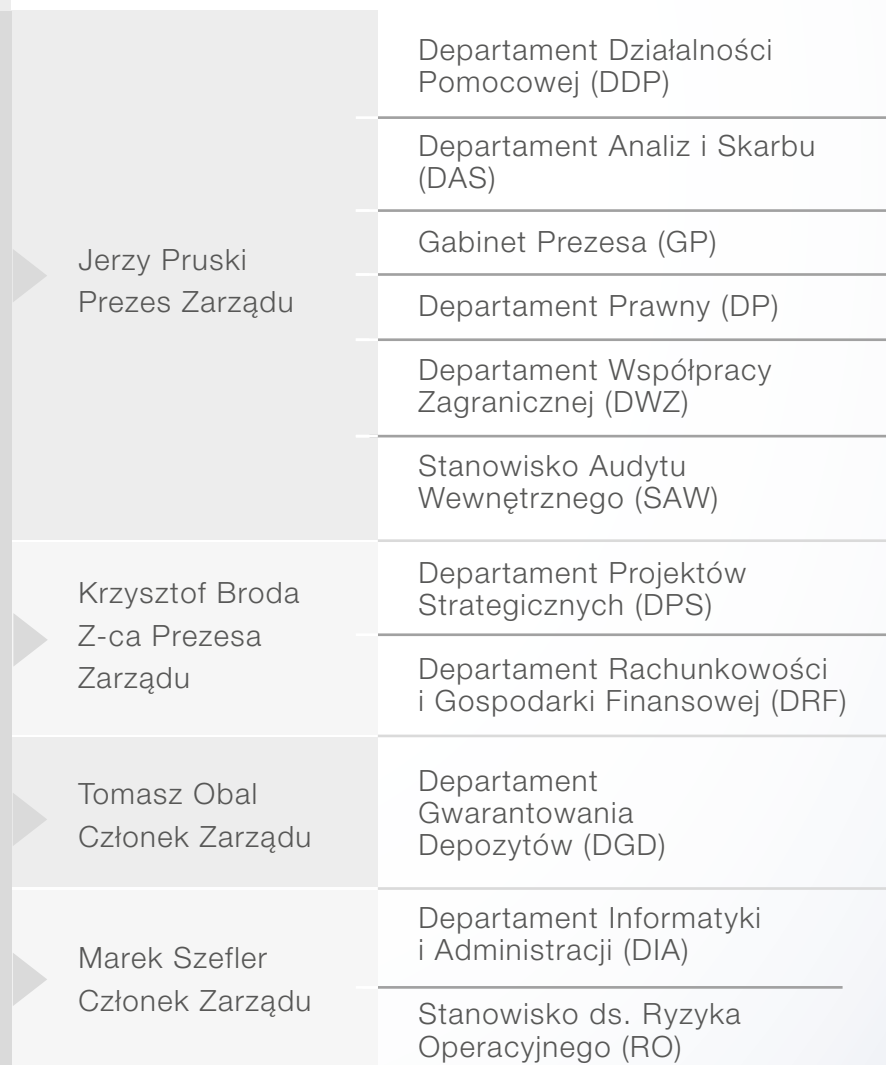 Jerzy Pruski
Prezes Zarządu
Departament Działalności
Pomocowej (DDP)
Departament Analiz i Skarbu
(DAS)
Gabinet Prezesa (GP)
Departament Prawny (DP)
Departament Współpracy
Zagranicznej (DWZ)
Stanowisko Audytu
Wewnętrznego (SAW)
Krzysztof Broda
Z-ca Prezesa
Zarządu
Departament Projektów
Strategicznych (DPS)
Departament Rachunkowości
i Gospodarki Finansowej (DRF)
Tomasz Obal
Członek Zarządu
Departament
Gwarantowania
Depozytów (DGD)
Marek Szefler
Członek Zarządu
Departament Informatyki
i Administracji (DIA)
Stanowisko ds. Ryzyka
Operacyjnego (RO)